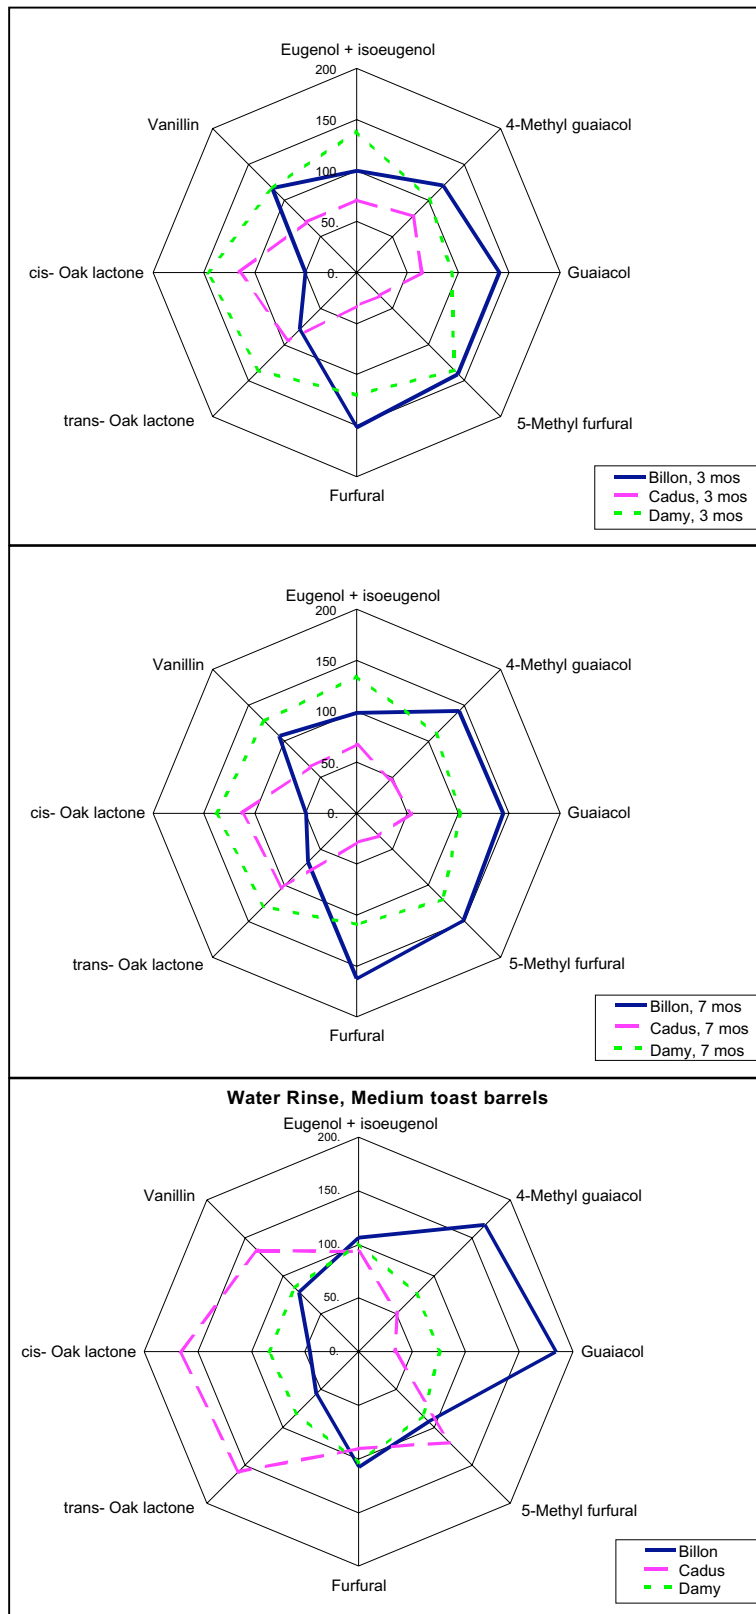 Eugenol + isoeugenol
200
Vanillin
4-Methyl guaiacol
150
100
50.
cis- Oak lactone
0.
Guaiacol
trans- Oak lactone
5-Methyl furfural
Furfural
Billon, 3 mos
Cadus, 3 mos
Damy, 3 mos
Eugenol + isoeugenol
200
Vanillin
4-Methyl guaiacol
150
100
50.
cis- Oak lactone
0.
Guaiacol
trans- Oak lactone
5-Methyl furfural
Furfural
Billon, 7 mos
Cadus, 7 mos
Damy, 7 mos
Water Rinse, Medium toast barrels
Eugenol + isoeugenol
200.
Vanillin
4-Methyl guaiacol
150.
100.
50.
cis- Oak lactone
0.
Guaiacol
trans- Oak lactone
5-Methyl furfural
Furfural
Billon
Cadus
Damy